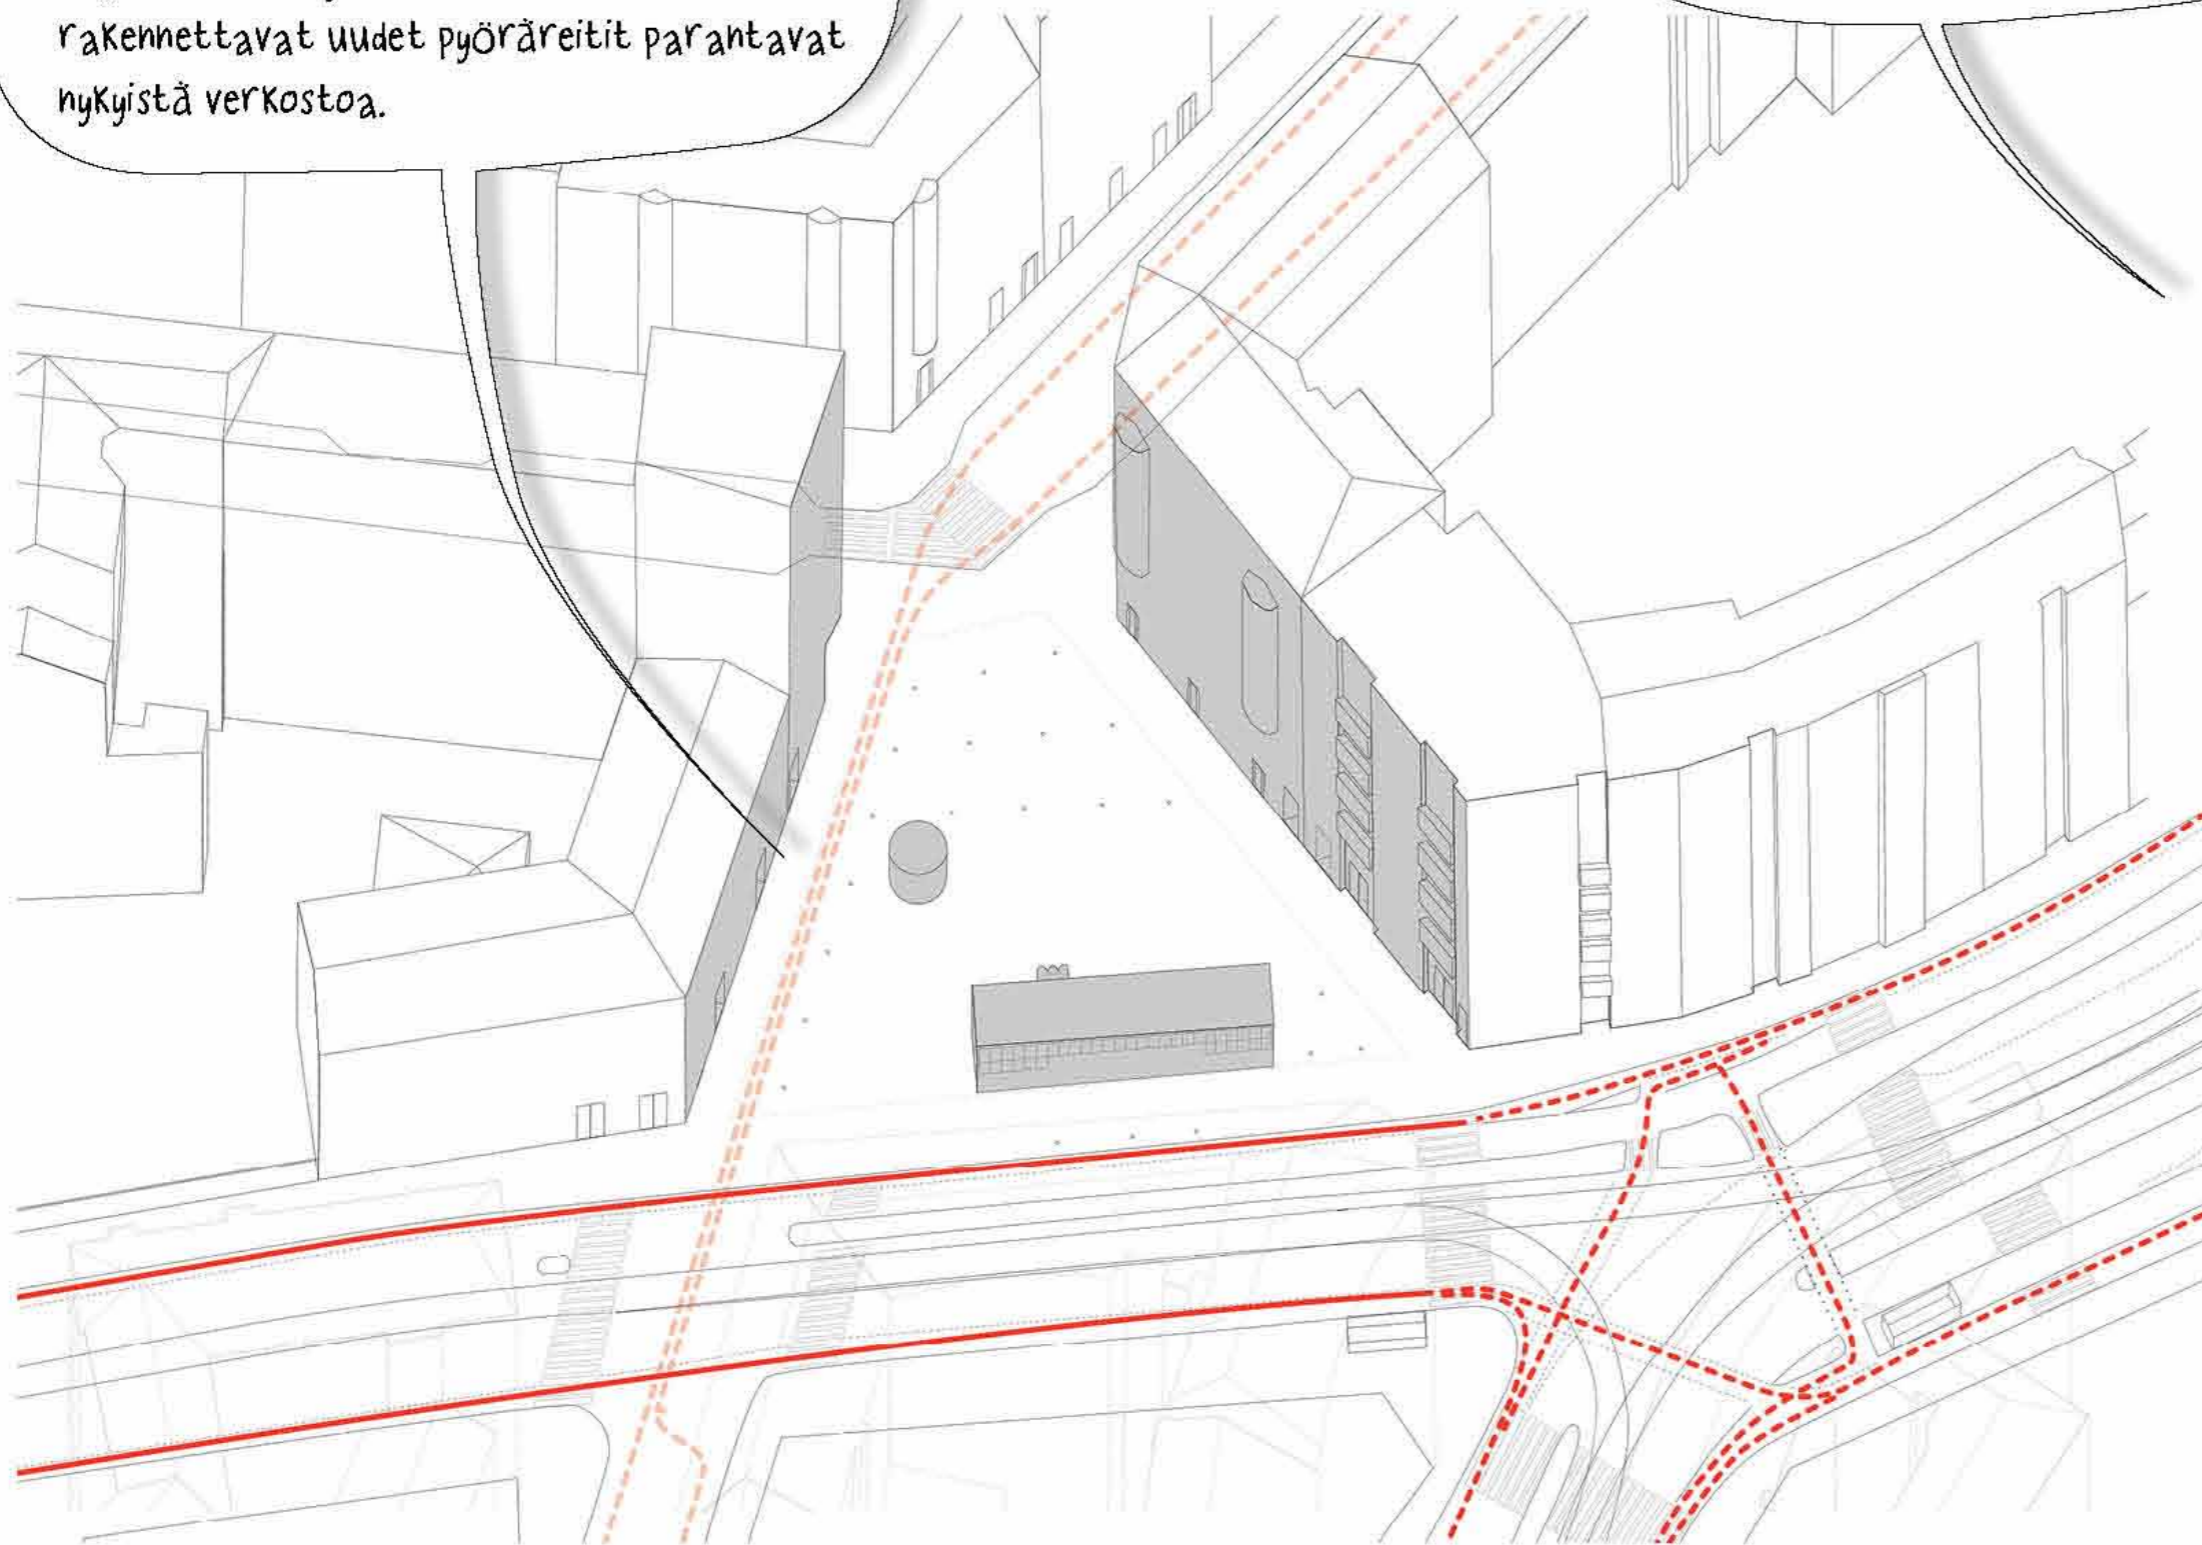 rakennettavat uudet pyöräreitit parantavat
nykyistä verkostoa.